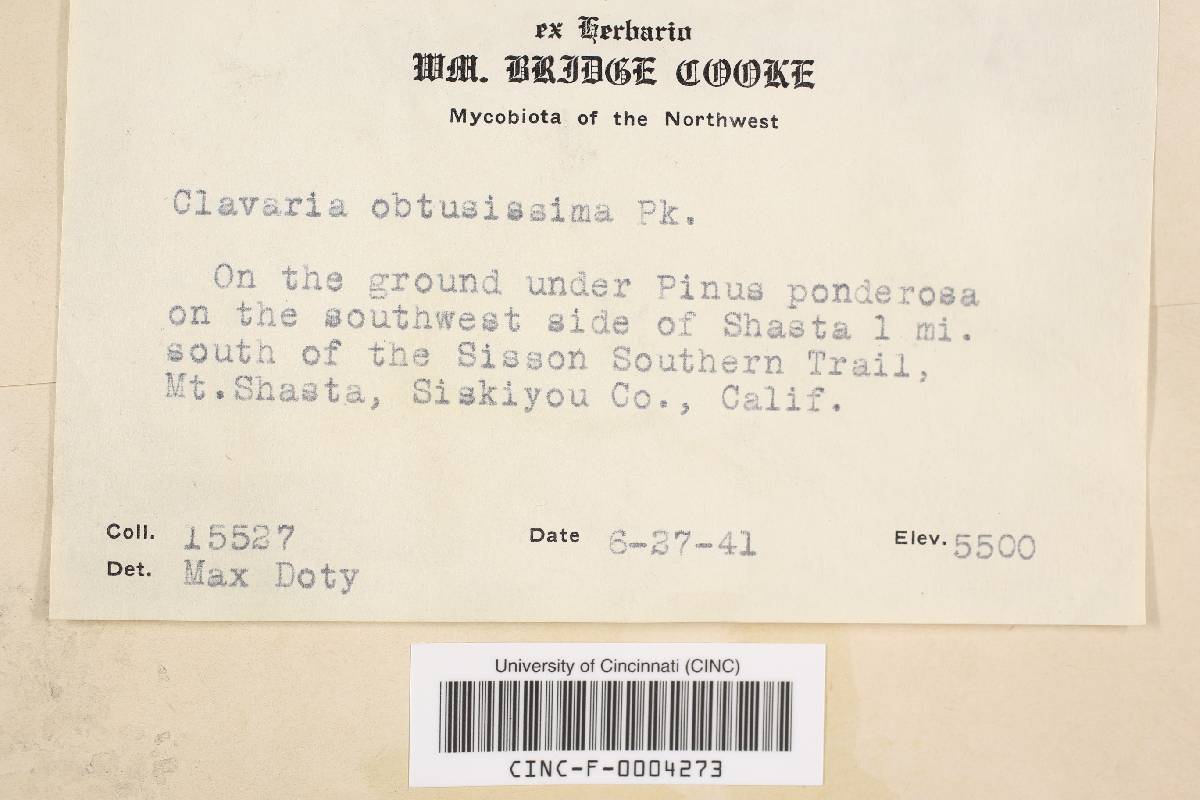 ex Herbario
WM. BRIDGE COOKE
Mycobiota of the Northwest
Clavaria obtusissima Pk.
On the ground under Pinus ponderosa
on the southwest side of Shasta 1 mi.
south of the Sisson Southern Trail,
Mt.Shasta, Siskiyou Co., Calif.
Coll. 15527 Date 6-27-41 Elev. 5500
Det. Max Doty
University of Cincinnati (CINC)
CINC-F-0004273